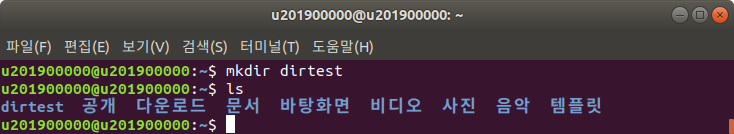 u201900000@u201900000: ~
파일(F) 편집(E) 보기(V) 검색(S) 터미널(T) 도움말(H)
u201900000@u201900000:~$ mkdir dirtest
u201900000@u201900000:~$ ls
dirtest 공개 다운로드 문서 바탕화면 비디오 사진 음악 템플릿
u201900000@u201900000:~$